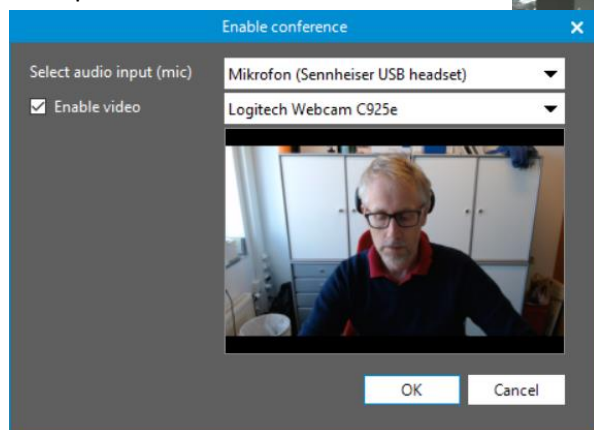 Enable conference
Select audio input (mic)
Mikrofon (Sennheiser USB headset)
Enable video
Logitech Webcam C925e
OK
Cancel